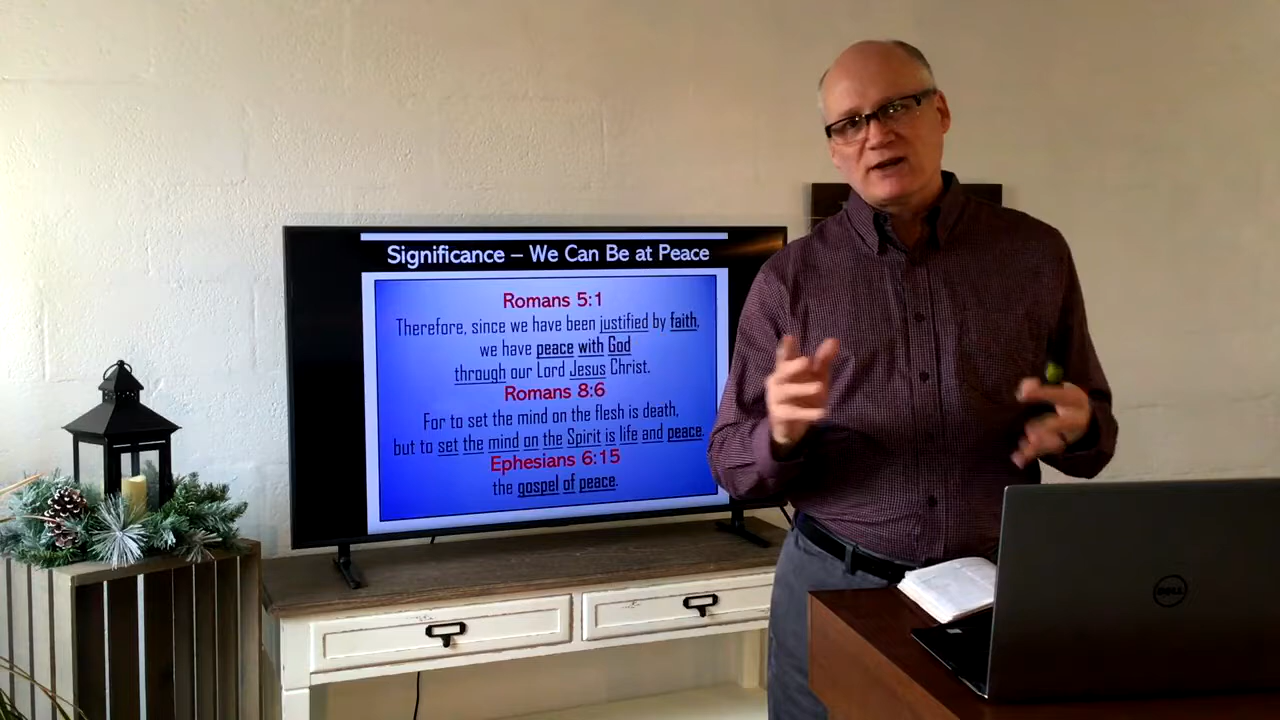 Significance – We Can Be at Peace
Romans 5:1
Therefore, since we have been justified by faith,
we have peace with God
through our Lord Jesus Christ.
Romans 8:6
For to set the mind on the flesh is death,
but to set the mind on the Spirit is life and peace.
Ephesians 6:15
the gospel of peace.
DELL